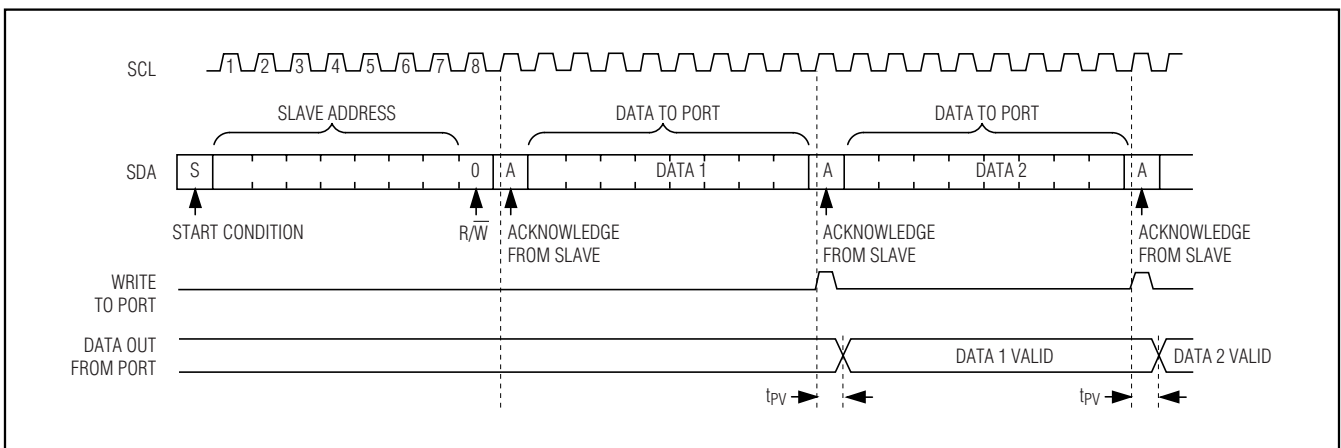 SCL 1 2 3 4 5 6 7 8
SLAVE ADDRESS DATA TO PORT DATA TO PORT
SDA S 0 A DATA 1 A DATA 2 A
START CONDITION R/W̅ ACKNOWLEDGE FROM SLAVE ACKNOWLEDGE FROM SLAVE ACKNOWLEDGE FROM SLAVE
WRITE
TO PORT
DATA OUT
FROM PORT DATA 1 VALID DATA 2 VALID
tPV tPV